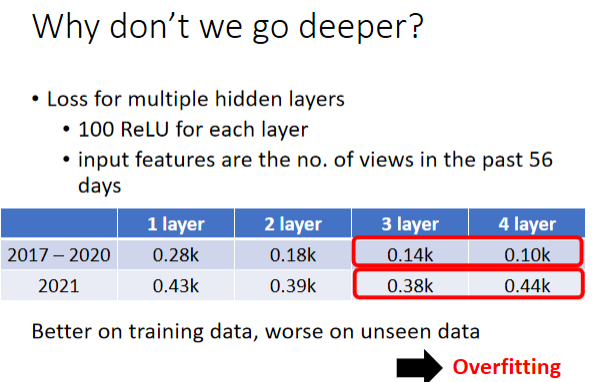 Why don't we go deeper?
• Loss for multiple hidden layers
• 100 ReLU for each layer
• input features are the no. of views in the past 56
days
1 layer 2 layer 3 layer 4 layer
2017 – 2020 0.28k 0.18k 0.14k 0.10k
2021 0.43k 0.39k 0.38k 0.44k
Better on training data, worse on unseen data
Overfitting